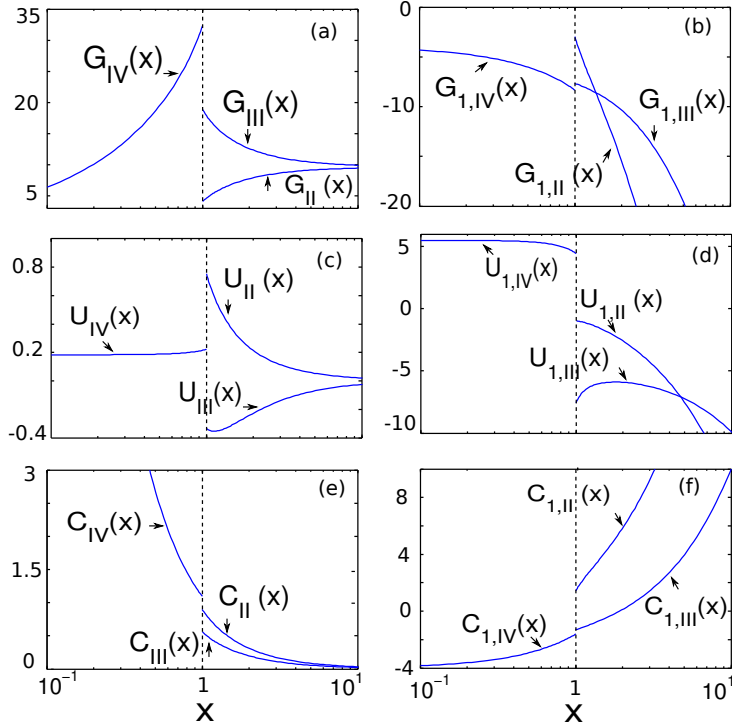 35
20
5
(a)
G_IV(x)
G_III(x)
G_II (x)
0
-10
-20
(b)
G_1,IV(x)
G_1,III(x)
G_1,II (x)
0.8
0.2
-0.4
(c)
U_IV(x)
U_II (x)
U_III(x)
5
0
-5
-10
(d)
U_1,IV(x)
U_1,II (x)
U_1,III(x)
3
1.5
0
(e)
C_IV(x)
C_II (x)
C_III(x)
10^-1
1
10^1
x
8
4
0
-4
(f)
C_1,II (x)
C_1,IV(x)
C_1,III(x)
10^-1
1
10^1
x